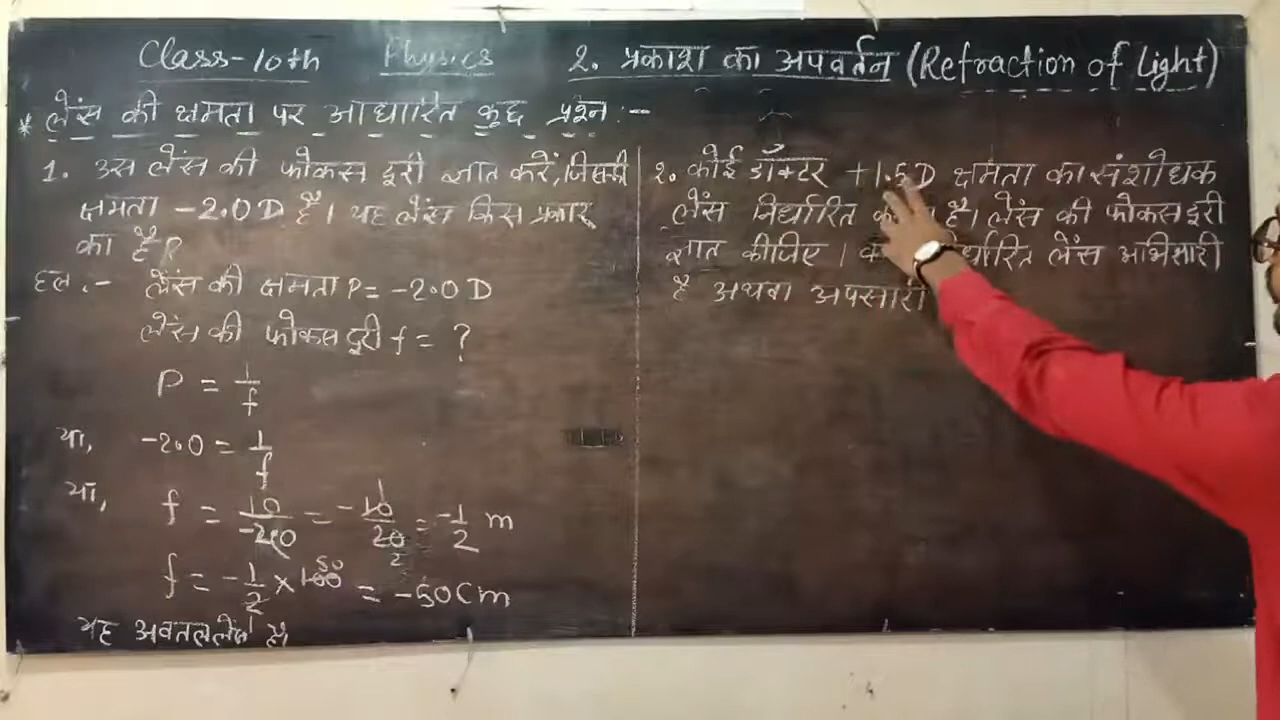 Class-10th Physics 2. प्रकाश का अपवर्तन (Refraction of Light)
* लेंस की क्षमता पर आधारित कुछ प्रश्न :-
1. उस लेंस की फोकस दूरी ज्ञात करें, जिसकी
क्षमता -2.0 D है। यह लेंस किस प्रकार
का है?
हल :- लेंस की क्षमता P = -2.0 D
लेंस की फोकस दूरी f = ?
P = 1/f
या, -2.0 = 1/f
या, f = 10/-20 = -10/20 = -1/2 m
f = -1/2 × 100 = -50 Cm
यह अवतल लेंस है।
2. कोई डॉक्टर +1.5D क्षमता का संशोधक
लेंस निर्धारित है। लेंस की फोकस दूरी
ज्ञात कीजिए। लेंस अभिसारी
है अथवा अपसारी